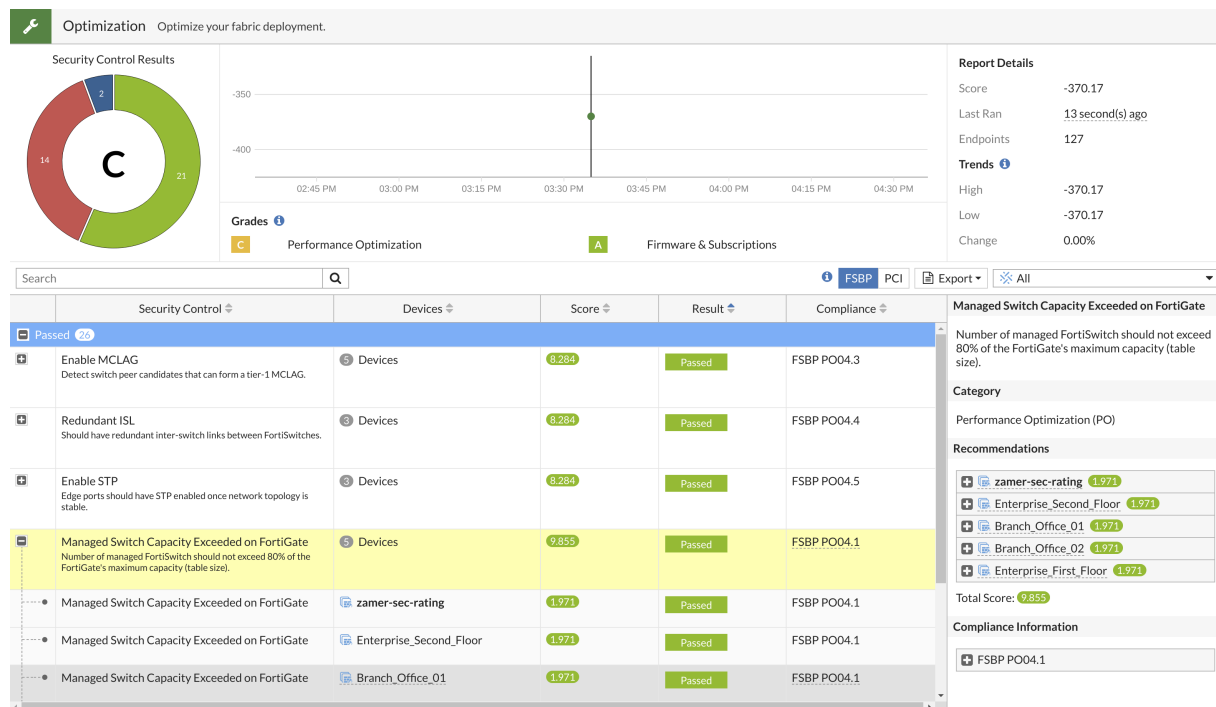 Optimization Optimize your fabric deployment.
Security Control Results
2
14
C
21
-350
-400
02:45 PM 03:00 PM 03:15 PM 03:30 PM 03:45 PM 04:00 PM 04:15 PM 04:30 PM
Grades
C Performance Optimization A Firmware & Subscriptions
Report Details
Score -370.17
Last Ran 13 second(s) ago
Endpoints 127
Trends
High -370.17
Low -370.17
Change 0.00%
Search FSBP PCI Export All
Security Control Devices Score Result Compliance
Passed 26
Enable MCLAG 5 Devices 8.284 Passed FSBP PO04.3
Detect switch peer candidates that can form a tier-1 MCLAG.
Redundant ISL 3 Devices 8.284 Passed FSBP PO04.4
Should have redundant inter-switch links between FortiSwitches.
Enable STP 3 Devices 8.284 Passed FSBP PO04.5
Edge ports should have STP enabled once network topology is
stable.
Managed Switch Capacity Exceeded on FortiGate 5 Devices 9.855 Passed FSBP PO04.1
Number of managed FortiSwitch should not exceed 80% of the
FortiGate's maximum capacity (table size).
Managed Switch Capacity Exceeded on FortiGate zamer-sec-rating 1.971 Passed FSBP PO04.1
Managed Switch Capacity Exceeded on FortiGate Enterprise_Second_Floor 1.971 Passed FSBP PO04.1
Managed Switch Capacity Exceeded on FortiGate Branch_Office_01 1.971 Passed FSBP PO04.1
Managed Switch Capacity Exceeded on FortiGate
Number of managed FortiSwitch should not exceed
80% of the FortiGate's maximum capacity (table
size).
Category
Performance Optimization (PO)
Recommendations
zamer-sec-rating 1.971
Enterprise_Second_Floor 1.971
Branch_Office_01 1.971
Branch_Office_02 1.971
Enterprise_First_Floor 1.971
Total Score: 9.855
Compliance Information
FSBP PO04.1